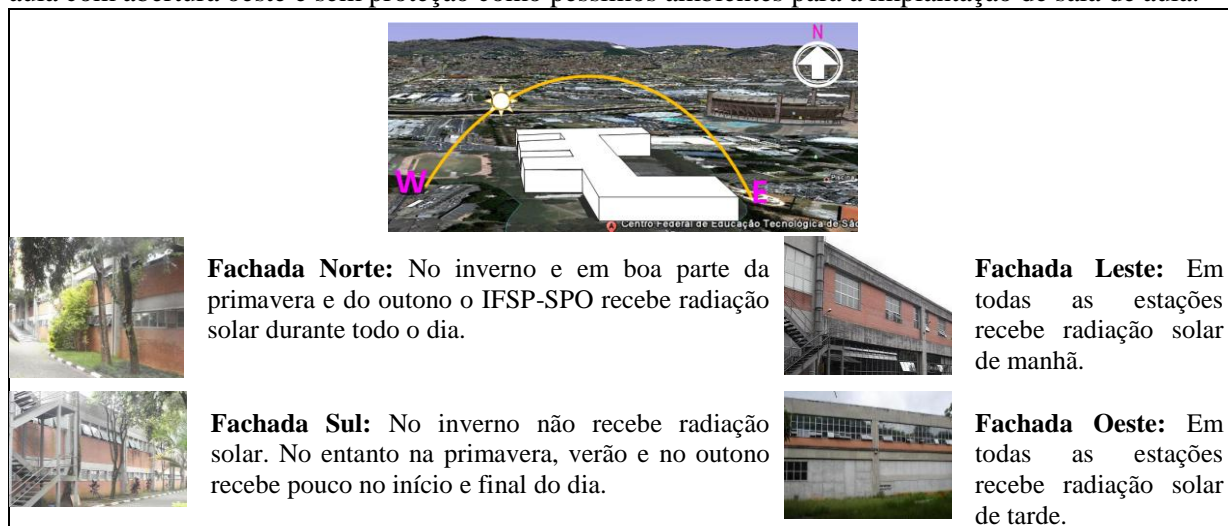 aula com abertura oeste e sem proteção como péssimos ambientes para a implantação de sala de aula.
N
W
E
Centro Federal de Educação Tecnológica de São
Fachada Norte: No inverno e em boa parte da
primavera e do outono o IFSP-SPO recebe radiação
solar durante todo o dia.
Fachada Leste: Em
todas as estações
recebe radiação solar
de manhã.
Fachada Sul: No inverno não recebe radiação
solar. No entanto na primavera, verão e no outono
recebe pouco no início e final do dia.
Fachada Oeste: Em
todas as estações
recebe radiação solar
de tarde.